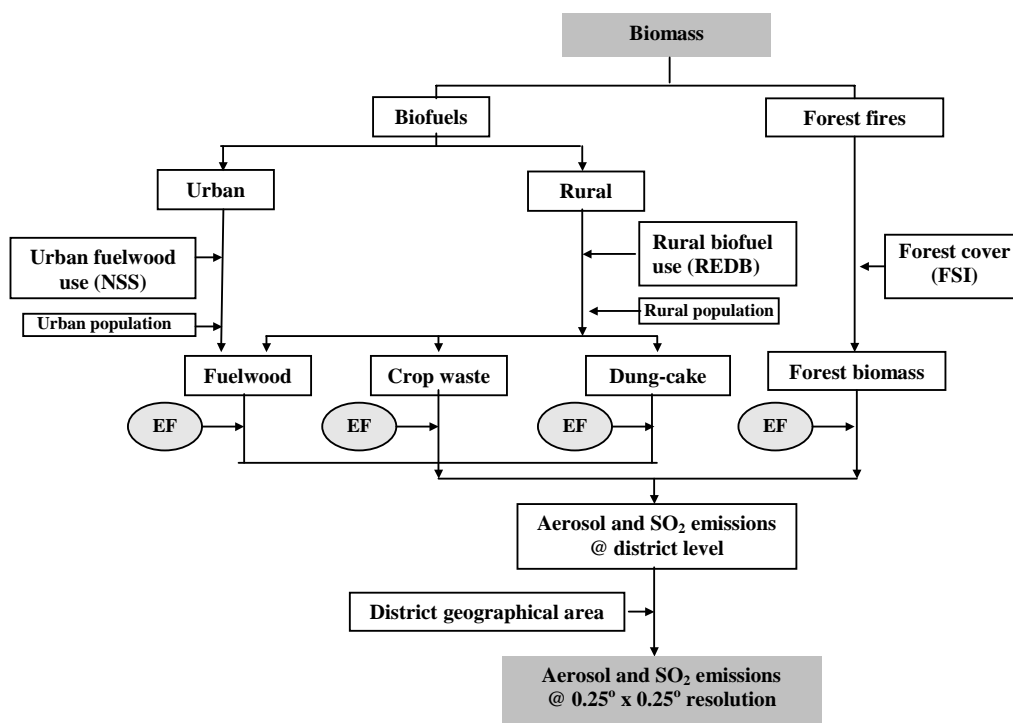 Biomass
Biofuels
Forest fires
Urban
Rural
Urban fuelwood
use (NSS)
Rural biofuel
use (REDB)
Forest cover
(FSI)
Urban population
Rural population
Fuelwood
Crop waste
Dung-cake
Forest biomass
EF
EF
EF
EF
Aerosol and SO₂ emissions
@ district level
District geographical area
Aerosol and SO₂ emissions
@ 0.25° x 0.25° resolution